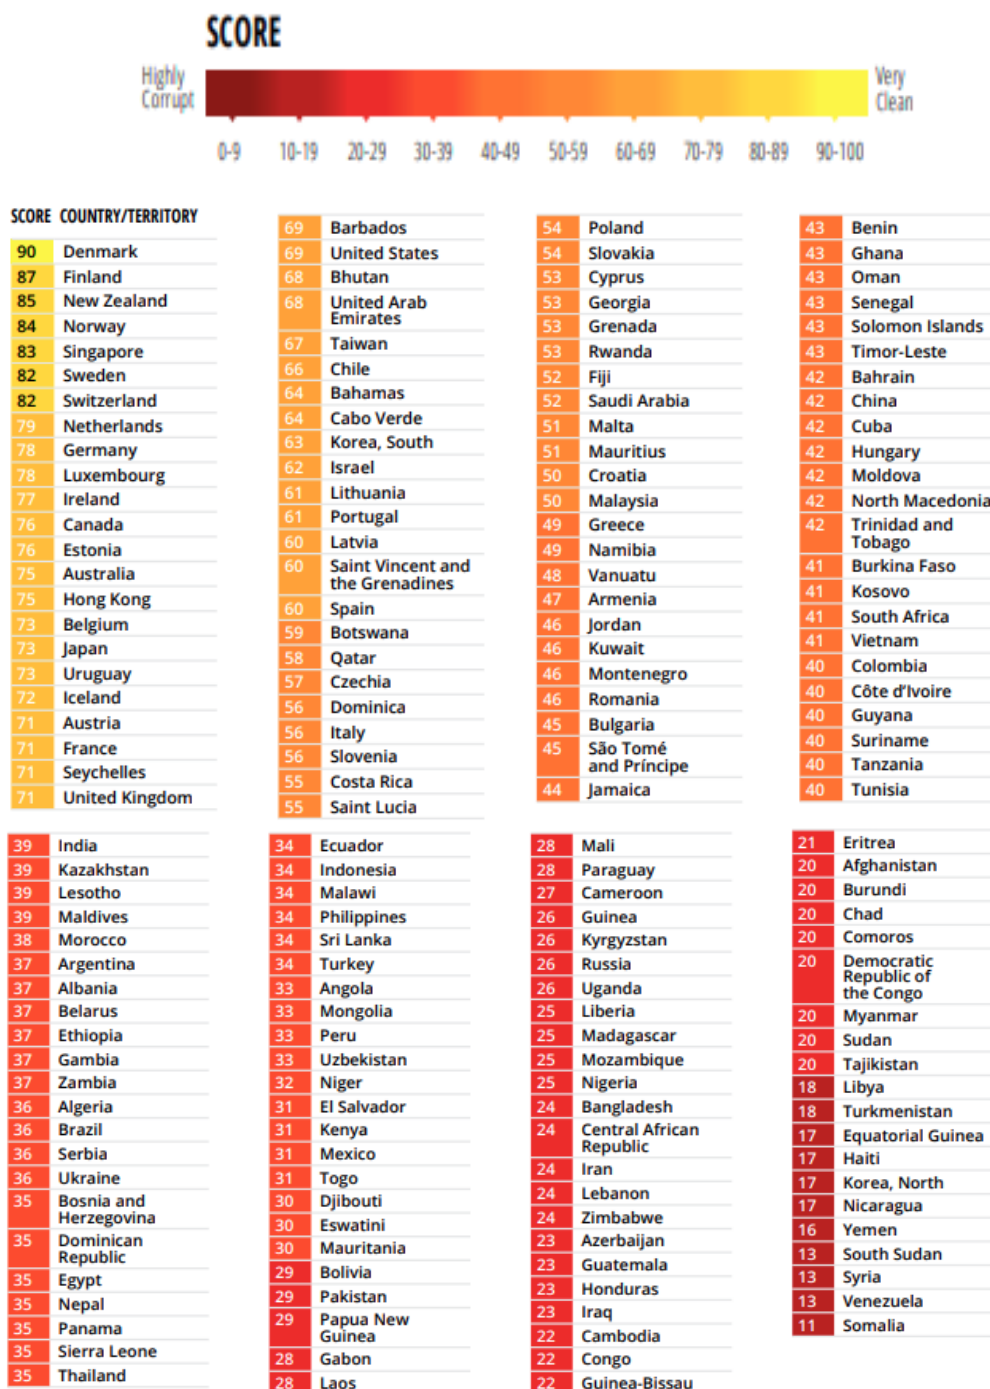 SCORE
Highly
Corrupt
Very
Clean
0-9 10-19 20-29 30-39 40-49 50-59 60-69 70-79 80-89 90-100
SCORE COUNTRY/TERRITORY
90 Denmark
87 Finland
85 New Zealand
84 Norway
83 Singapore
82 Sweden
82 Switzerland
79 Netherlands
78 Germany
78 Luxembourg
77 Ireland
76 Canada
76 Estonia
75 Australia
75 Hong Kong
73 Belgium
73 Japan
73 Uruguay
72 Iceland
71 Austria
71 France
71 Seychelles
71 United Kingdom
69 Barbados
69 United States
68 Bhutan
68 United Arab
Emirates
67 Taiwan
66 Chile
64 Bahamas
64 Cabo Verde
63 Korea, South
62 Israel
61 Lithuania
61 Portugal
60 Latvia
60 Saint Vincent and
the Grenadines
60 Spain
59 Botswana
58 Qatar
57 Czechia
56 Dominica
56 Italy
56 Slovenia
55 Costa Rica
55 Saint Lucia
54 Poland
54 Slovakia
53 Cyprus
53 Georgia
53 Grenada
53 Rwanda
52 Fiji
52 Saudi Arabia
51 Malta
51 Mauritius
50 Croatia
50 Malaysia
49 Greece
49 Namibia
48 Vanuatu
47 Armenia
46 Jordan
46 Kuwait
46 Montenegro
46 Romania
45 Bulgaria
45 São Tomé
and Príncipe
44 Jamaica
43 Benin
43 Ghana
43 Oman
43 Senegal
43 Solomon Islands
43 Timor-Leste
42 Bahrain
42 China
42 Cuba
42 Hungary
42 Moldova
42 North Macedonia
42 Trinidad and
Tobago
41 Burkina Faso
41 Kosovo
41 South Africa
41 Vietnam
40 Colombia
40 Côte d'Ivoire
40 Guyana
40 Suriname
40 Tanzania
40 Tunisia
39 India
39 Kazakhstan
39 Lesotho
39 Maldives
38 Morocco
37 Argentina
37 Albania
37 Belarus
37 Ethiopia
37 Gambia
37 Zambia
36 Algeria
36 Brazil
36 Serbia
36 Ukraine
35 Bosnia and
Herzegovina
35 Dominican
Republic
35 Egypt
35 Nepal
35 Panama
35 Sierra Leone
35 Thailand
34 Ecuador
34 Indonesia
34 Malawi
34 Philippines
34 Sri Lanka
34 Turkey
33 Angola
33 Mongolia
33 Peru
33 Uzbekistan
32 Niger
31 El Salvador
31 Kenya
31 Mexico
31 Togo
30 Djibouti
30 Eswatini
30 Mauritania
29 Bolivia
29 Pakistan
29 Papua New
Guinea
28 Gabon
28 Laos
28 Mali
28 Paraguay
27 Cameroon
26 Guinea
26 Kyrgyzstan
26 Russia
26 Uganda
25 Liberia
25 Madagascar
25 Mozambique
25 Nigeria
24 Bangladesh
24 Central African
Republic
24 Iran
24 Lebanon
24 Zimbabwe
23 Azerbaijan
23 Guatemala
23 Honduras
23 Iraq
22 Cambodia
22 Congo
22 Guinea-Bissau
21 Eritrea
20 Afghanistan
20 Burundi
20 Chad
20 Comoros
20 Democratic
Republic of
the Congo
20 Myanmar
20 Sudan
20 Tajikistan
18 Libya
18 Turkmenistan
17 Equatorial Guinea
17 Haiti
17 Korea, North
17 Nicaragua
16 Yemen
13 South Sudan
13 Syria
13 Venezuela
11 Somalia